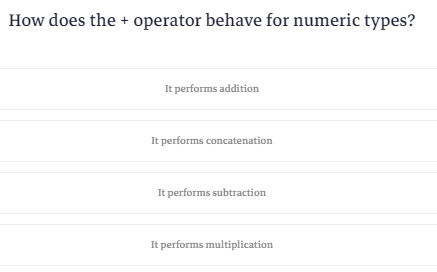 How does the + operator behave for numeric types?
It performs addition
It performs concatenation
It performs subtraction
It performs multiplication